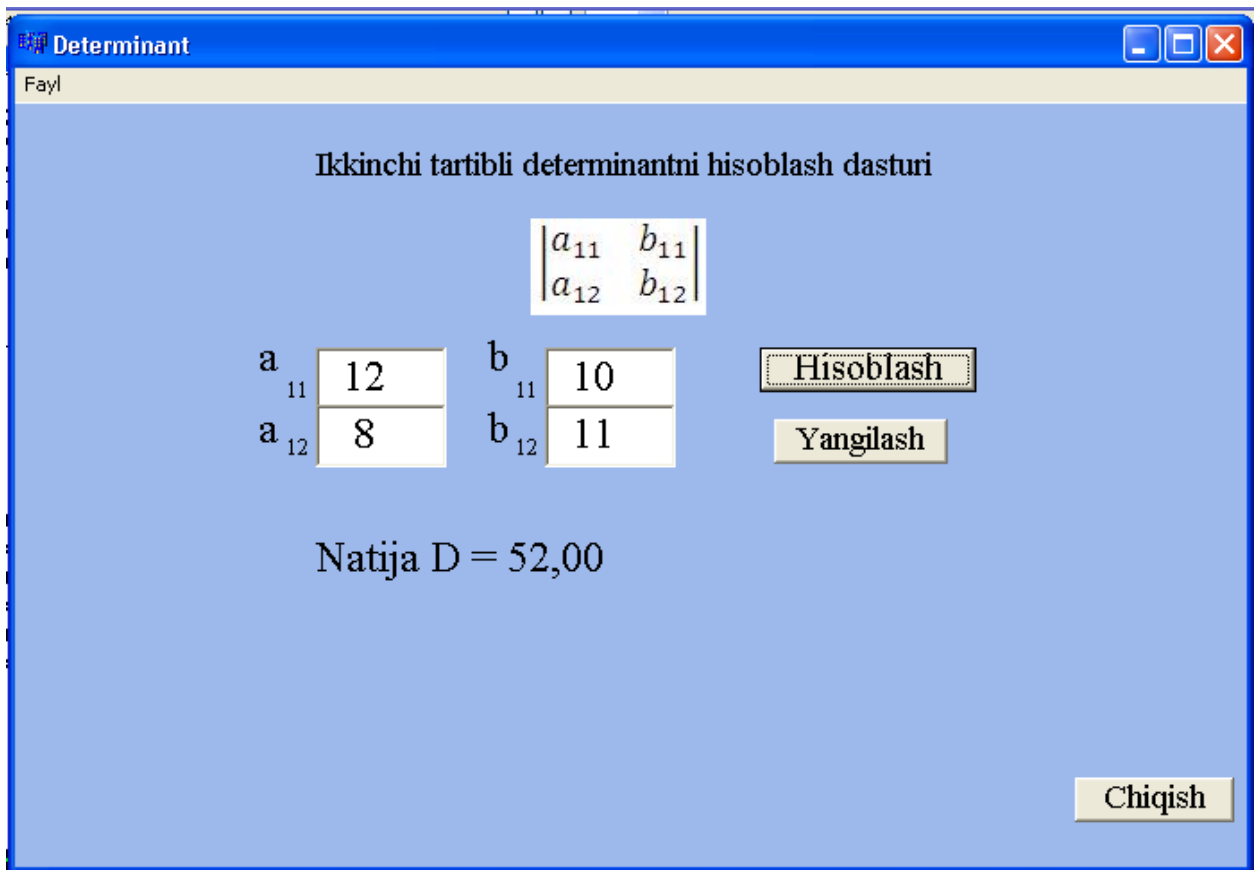 Determinant
Fayl
Ikkinchi tartibli determinantni hisoblash dasturi
|a₁₁ b₁₁|
|a₁₂ b₁₂|
a ₁₁ 12 b ₁₁ 10 Hisoblash
a ₁₂ 8 b ₁₂ 11 Yangilash
Natija D = 52,00
Chiqish